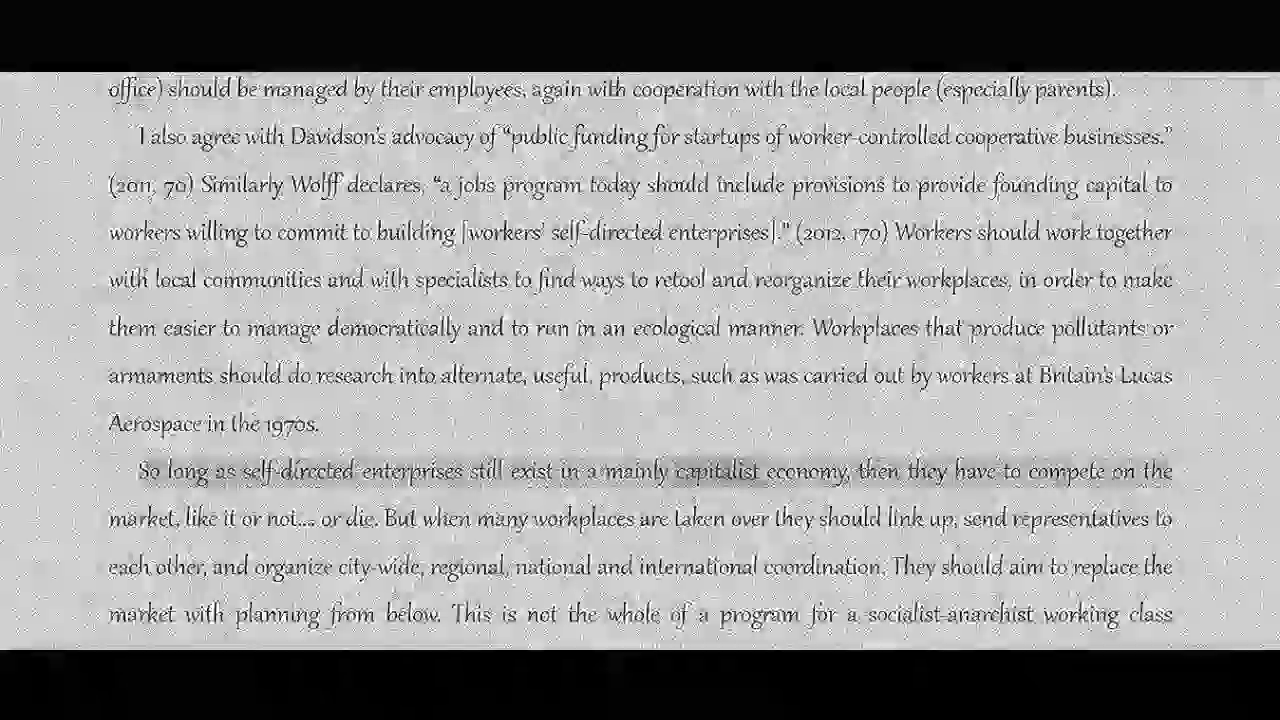 office) should be managed by their employees, again with cooperation with the local people (especially parents).
I also agree with Davidson's advocacy of “public funding for startups of worker-controlled cooperative businesses.”
(2011, 70) Similarly Wolff declares, “a jobs program today should include provisions to provide founding capital to
workers willing to commit to building [workers' self-directed enterprises].” (2012, 170) Workers should work together
with local communities and with specialists to find ways to retool and reorganize their workplaces, in order to make
them easier to manage democratically and to run in an ecological manner. Workplaces that produce pollutants or
armaments should do research into alternate, useful, products, such as was carried out by workers at Britain's Lucas
Aerospace in the 1970s.
So long as self-directed enterprises still exist in a mainly capitalist economy, then they have to compete on the
market, like it or not... or die. But when many workplaces are taken over they should link up, send representatives to
each other, and organize city-wide, regional, national and international coordination. They should aim to replace the
market with planning from below. This is not the whole of a program for a socialist-anarchist working class